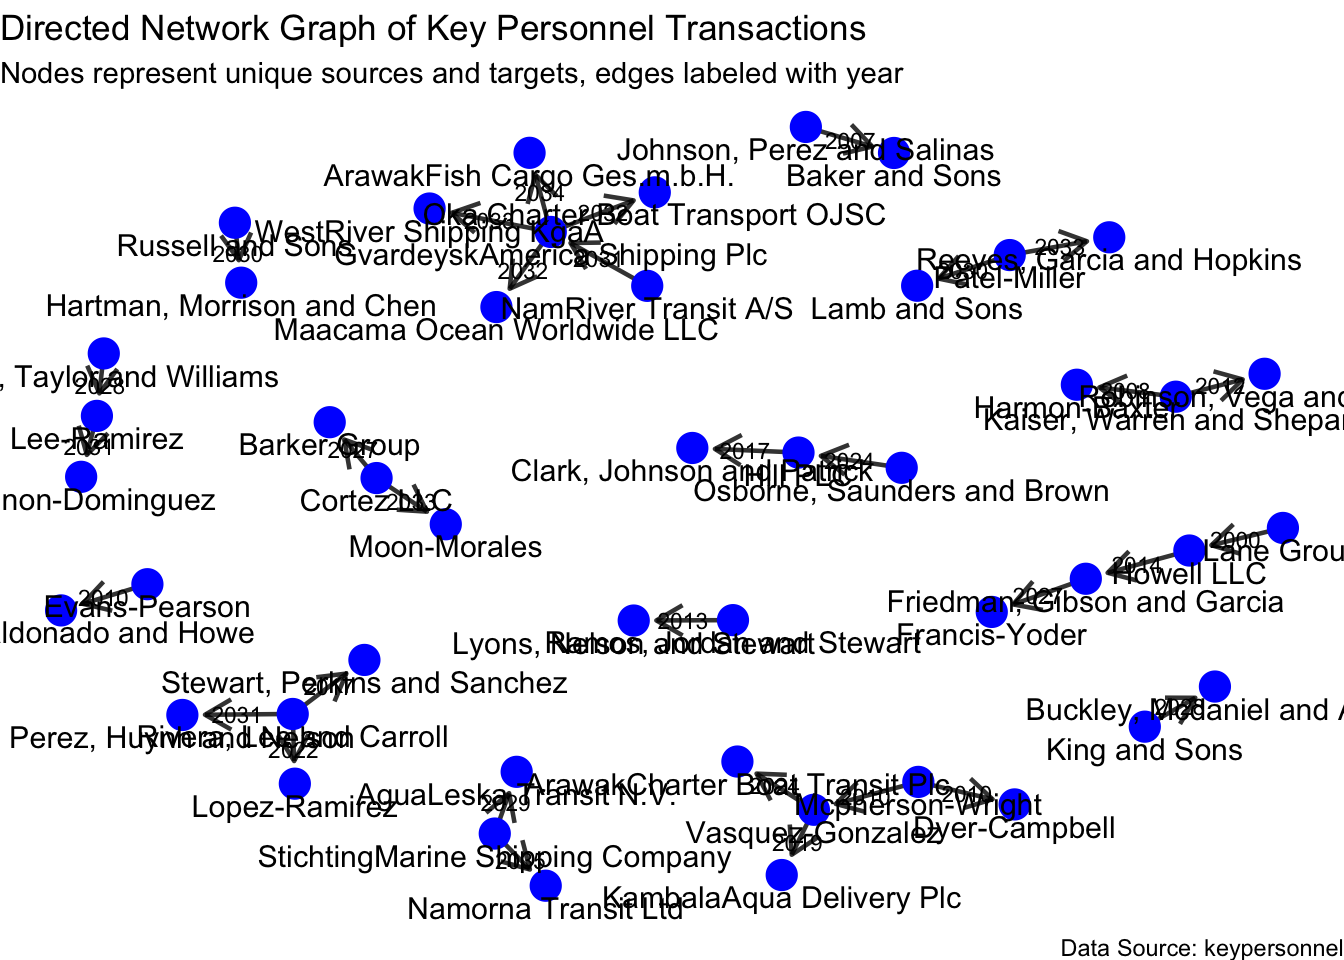 Directed Network Graph of Key Personnel Transactions
Nodes represent unique sources and targets, edges labeled with year
2007
Johnson, Perez and Salinas
Baker and Sons
ArawakFish Cargo Ges.m.b.H.
2034
2032
Oka Charter Boat Transport OJSC
WestRiver Shipping KgaA
Russell and Sons
2030
GvardeyskAmerica Shipping Plc
2031
2032
2033
Reeves, Garcia and Hopkins
Patel-Miller
Hartman, Morrison and Chen
NamRiver Transit A/S
Lamb and Sons
Maacama Ocean Worldwide LLC
, Taylor and Williams
2028
2012
2008
Robinson, Vega and
Harmon-Baxter
Kaiser, Warren and Shepar
Lee-Ramirez
2031
Barker Group
2027
2017
2024
Clark, Johnson and Patrick
Hill LLC
Osborne, Saunders and Brown
non-Dominguez
Cortez LLC
2013
Moon-Morales
2000
Lane Grou
2014
Howell LLC
2027
Friedman, Gibson and Garcia
Francis-Yoder
2010
Evans-Pearson
ldonado and Howe
2013
Lyons, Nelson and Stewart
Ramos, Jordan and Stewart
Stewart, Perkins and Sanchez
2017
2031
Perez, Huynh and Nelson
Rivera, Lee and Carroll
2022
Lopez-Ramirez
Buckley, Mcdaniel and A
King and Sons
AquaLeska Transit N.V.
2029
ArawakCharter Boat Transit Plc
2010
Mcpherson-Wright
Dyer-Campbell
Vasquez-Gonzalez
2019
StichtingMarine Shipping Company
KambalaAqua Delivery Plc
Namorna Transit Ltd
Data Source: keypersonnel